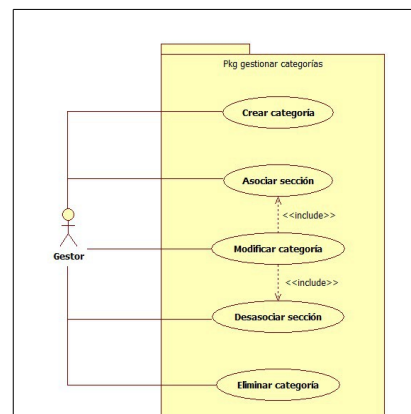 Pkg gestionar categorías
Crear categoría
Asociar sección
<<include>>
Modificar categoría
Gestor
<<include>>
Desasociar sección
Eliminar categoría